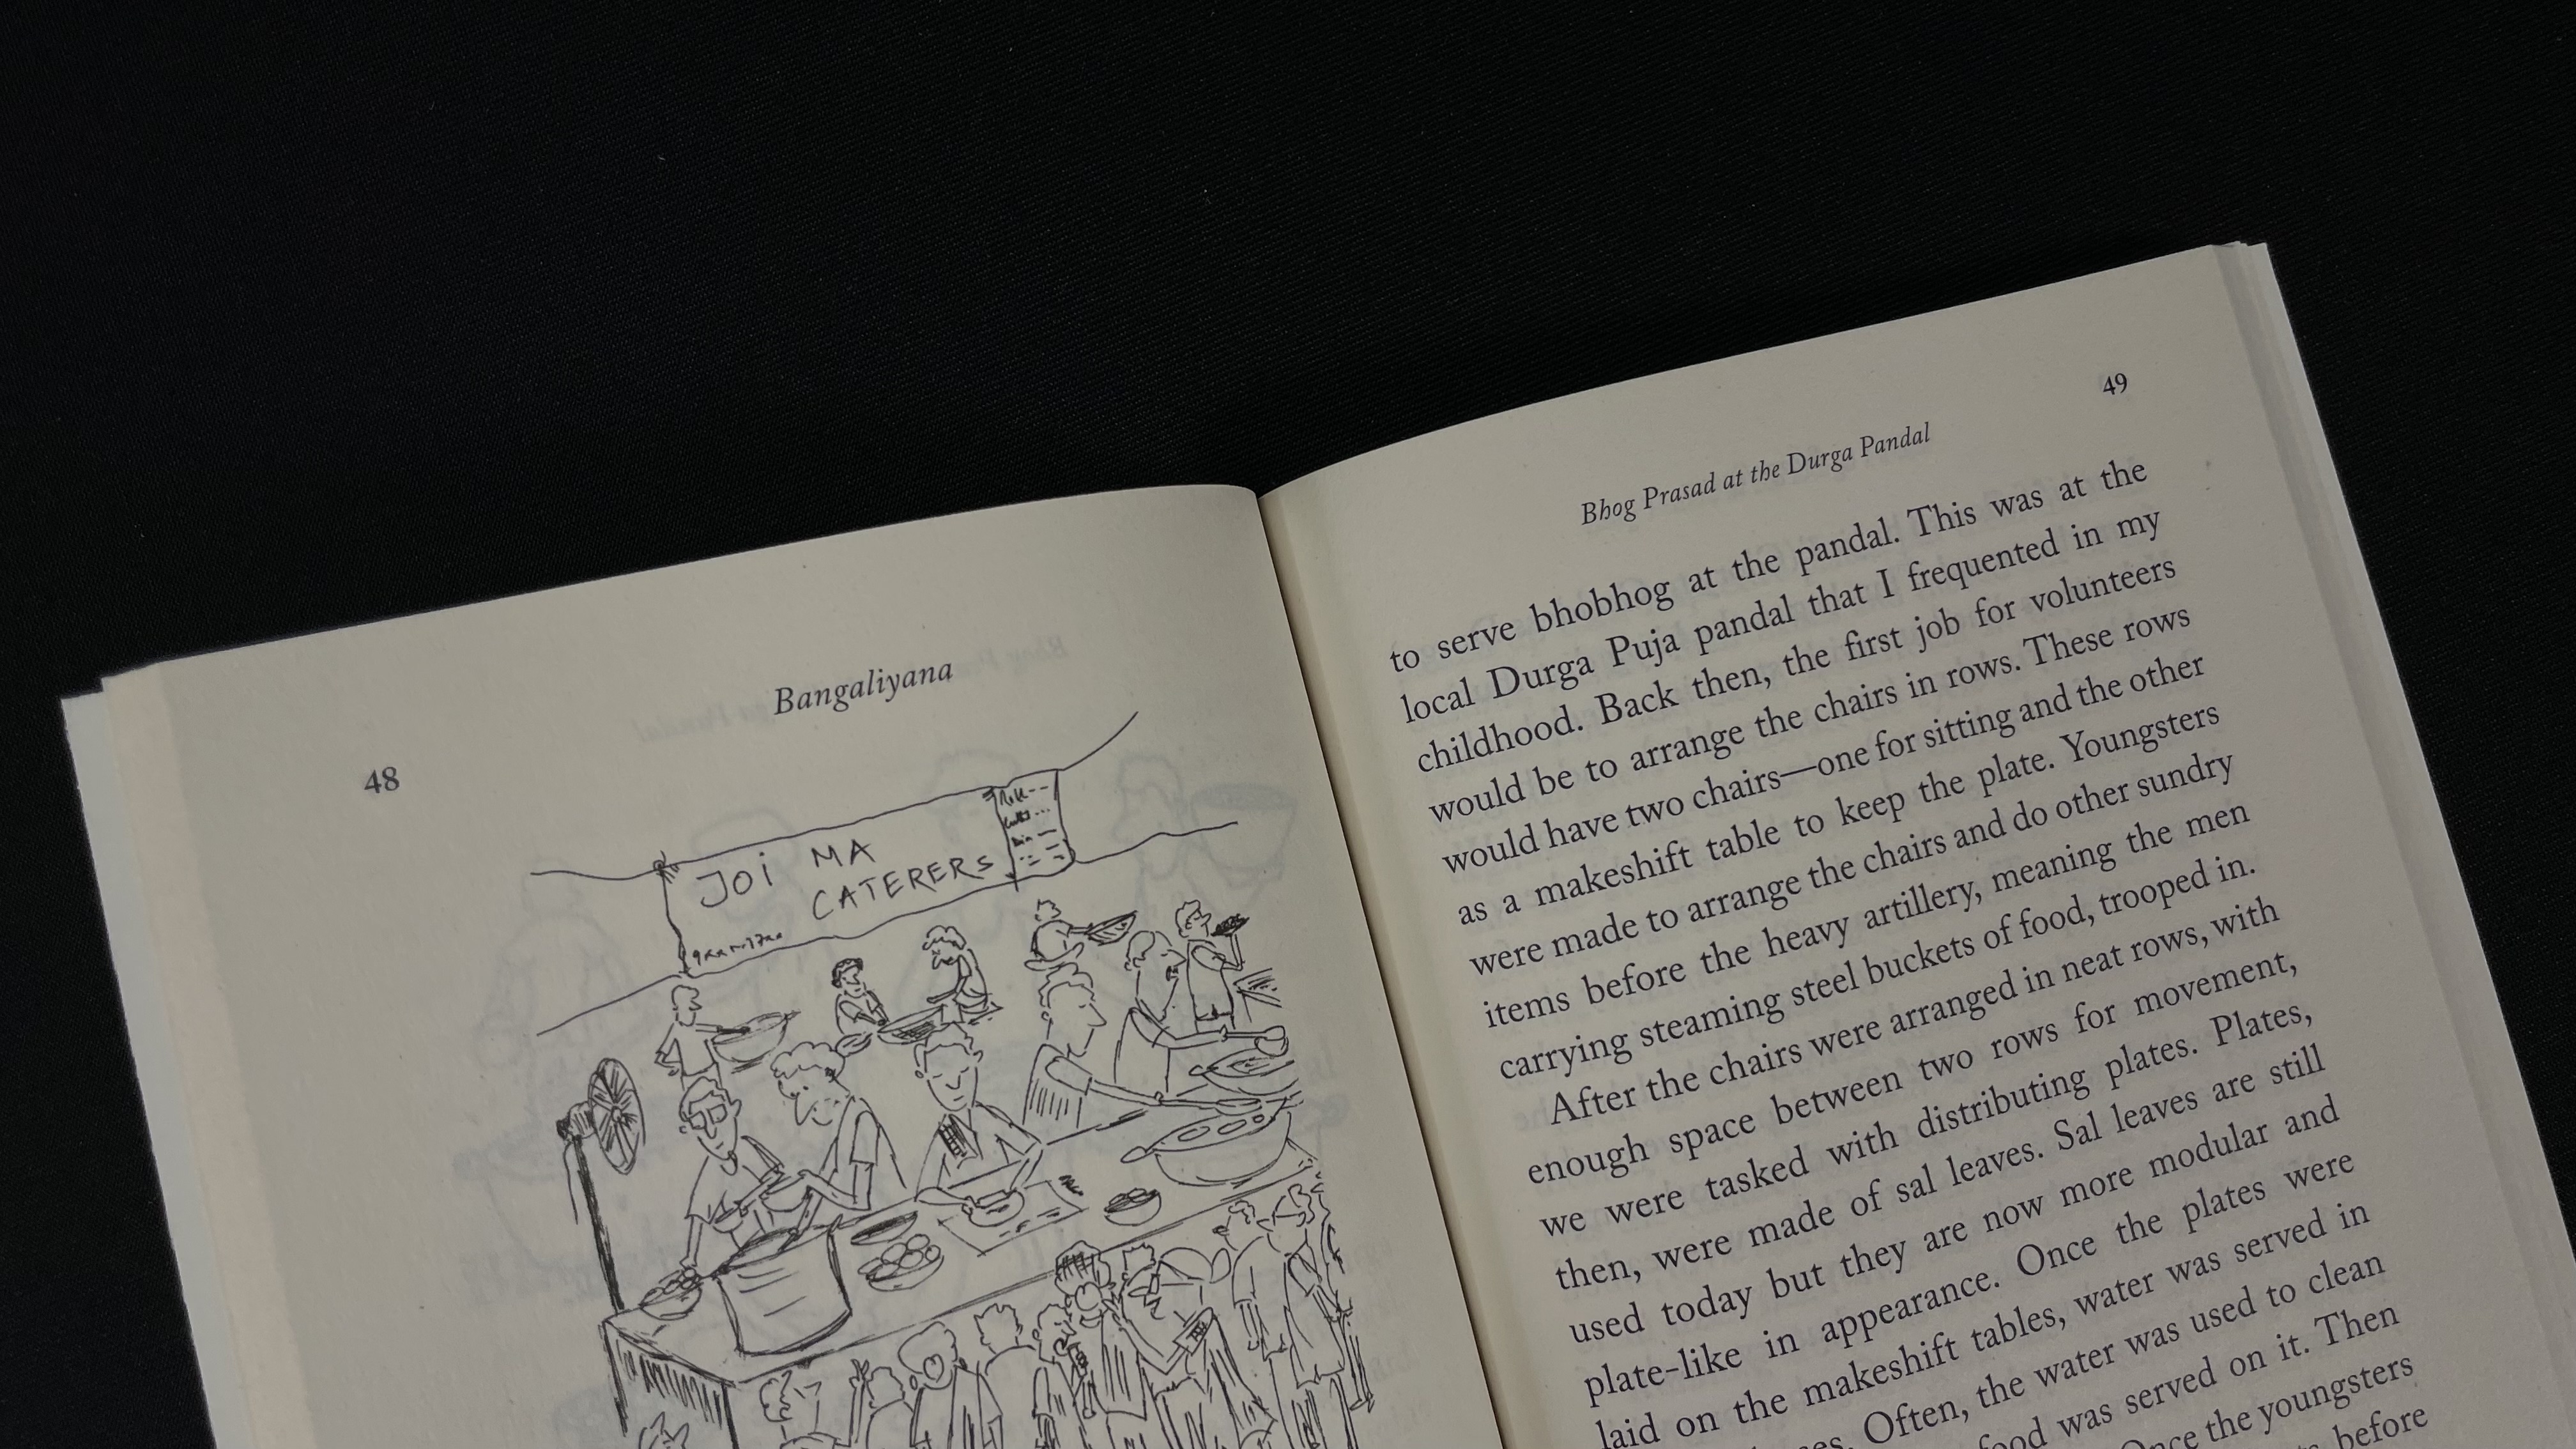 48
Bangaliyana
JOI MA
CATERERS
49
Bhog Prasad at the Durga Pandal
to serve bhobhog at the pandal. This was at the
local Durga Puja pandal that I frequented in my
childhood. Back then, the first job for volunteers
would be to arrange the chairs in rows. These rows
would have two chairs—one for sitting and the other
as a makeshift table to keep the plate. Youngsters
were made to arrange the chairs and do other sundry
items before the heavy artillery, meaning the men
carrying steaming steel buckets of food, trooped in.
After the chairs were arranged in neat rows, with
enough space between two rows for movement,
we were tasked with distributing plates. Plates,
then, were made of sal leaves. Sal leaves are still
used today but they are now more modular and
plate-like in appearance. Once the plates were
laid on the makeshift tables, water was served in
Often, the water was used to clean
food was served on it. Then
Once the youngsters
before